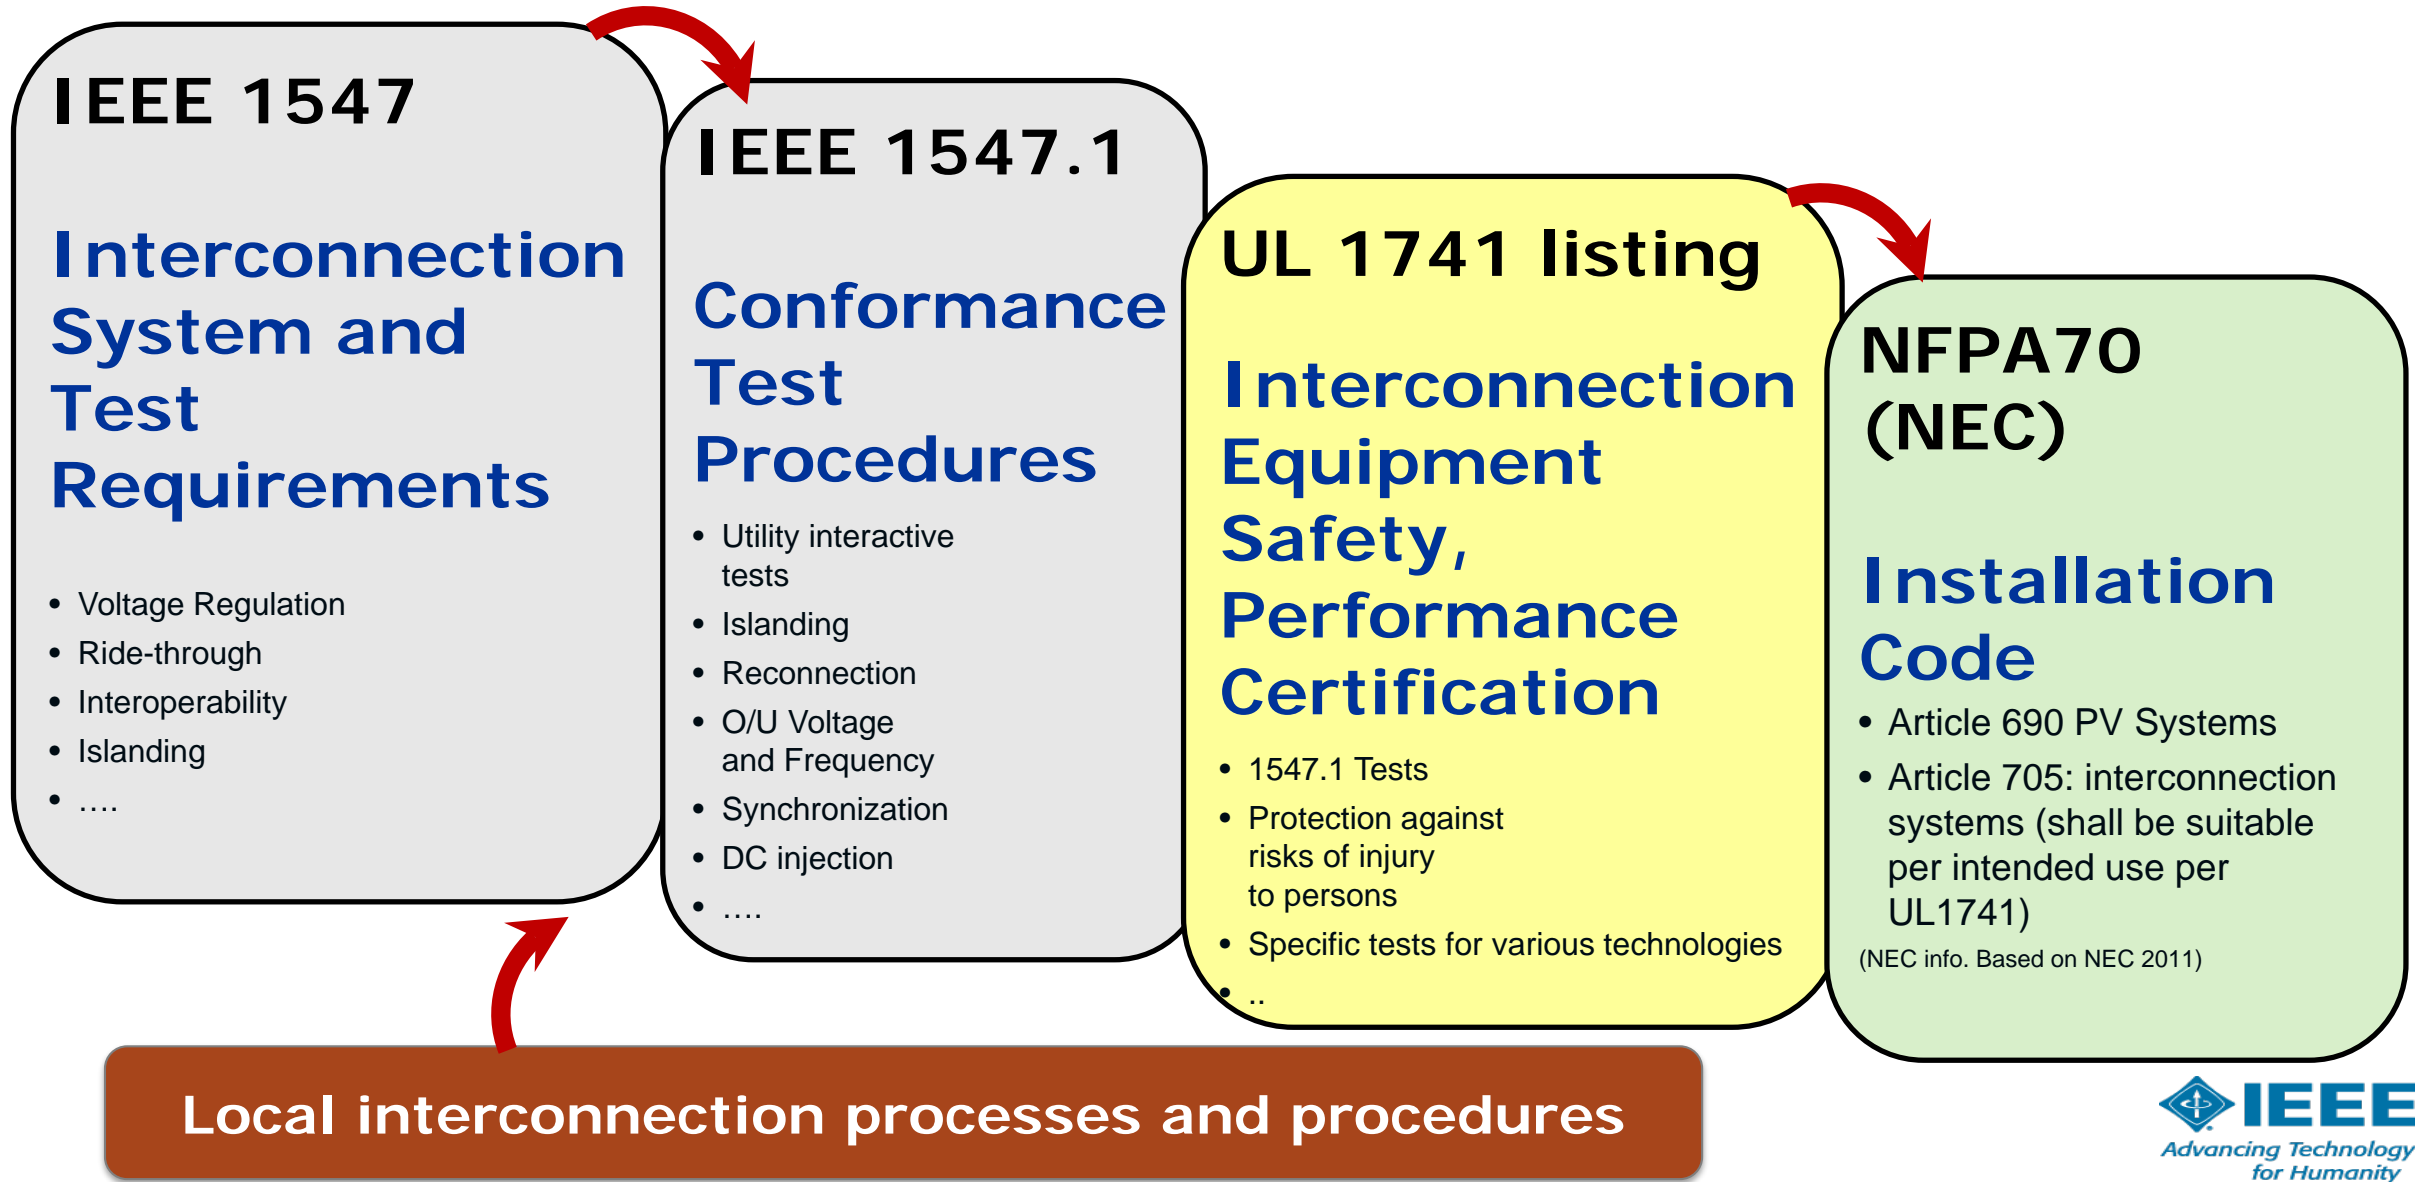 IEEE 1547
Interconnection
System and
Test
Requirements
• Voltage Regulation
• Ride-through
• Interoperability
• Islanding
• ....
IEEE 1547.1
Conformance
Test
Procedures
• Utility interactive
tests
• Islanding
• Reconnection
• O/U Voltage
and Frequency
• Synchronization
• DC injection
• ....
UL 1741 listing
Interconnection
Equipment
Safety,
Performance
Certification
• 1547.1 Tests
• Protection against
risks of injury
to persons
• Specific tests for various technologies
• ..
NFPA70
(NEC)
Installation
Code
• Article 690 PV Systems
• Article 705: interconnection
systems (shall be suitable
per intended use per
UL1741)
(NEC info. Based on NEC 2011)
Local interconnection processes and procedures
IEEE
Advancing Technology
for Humanity